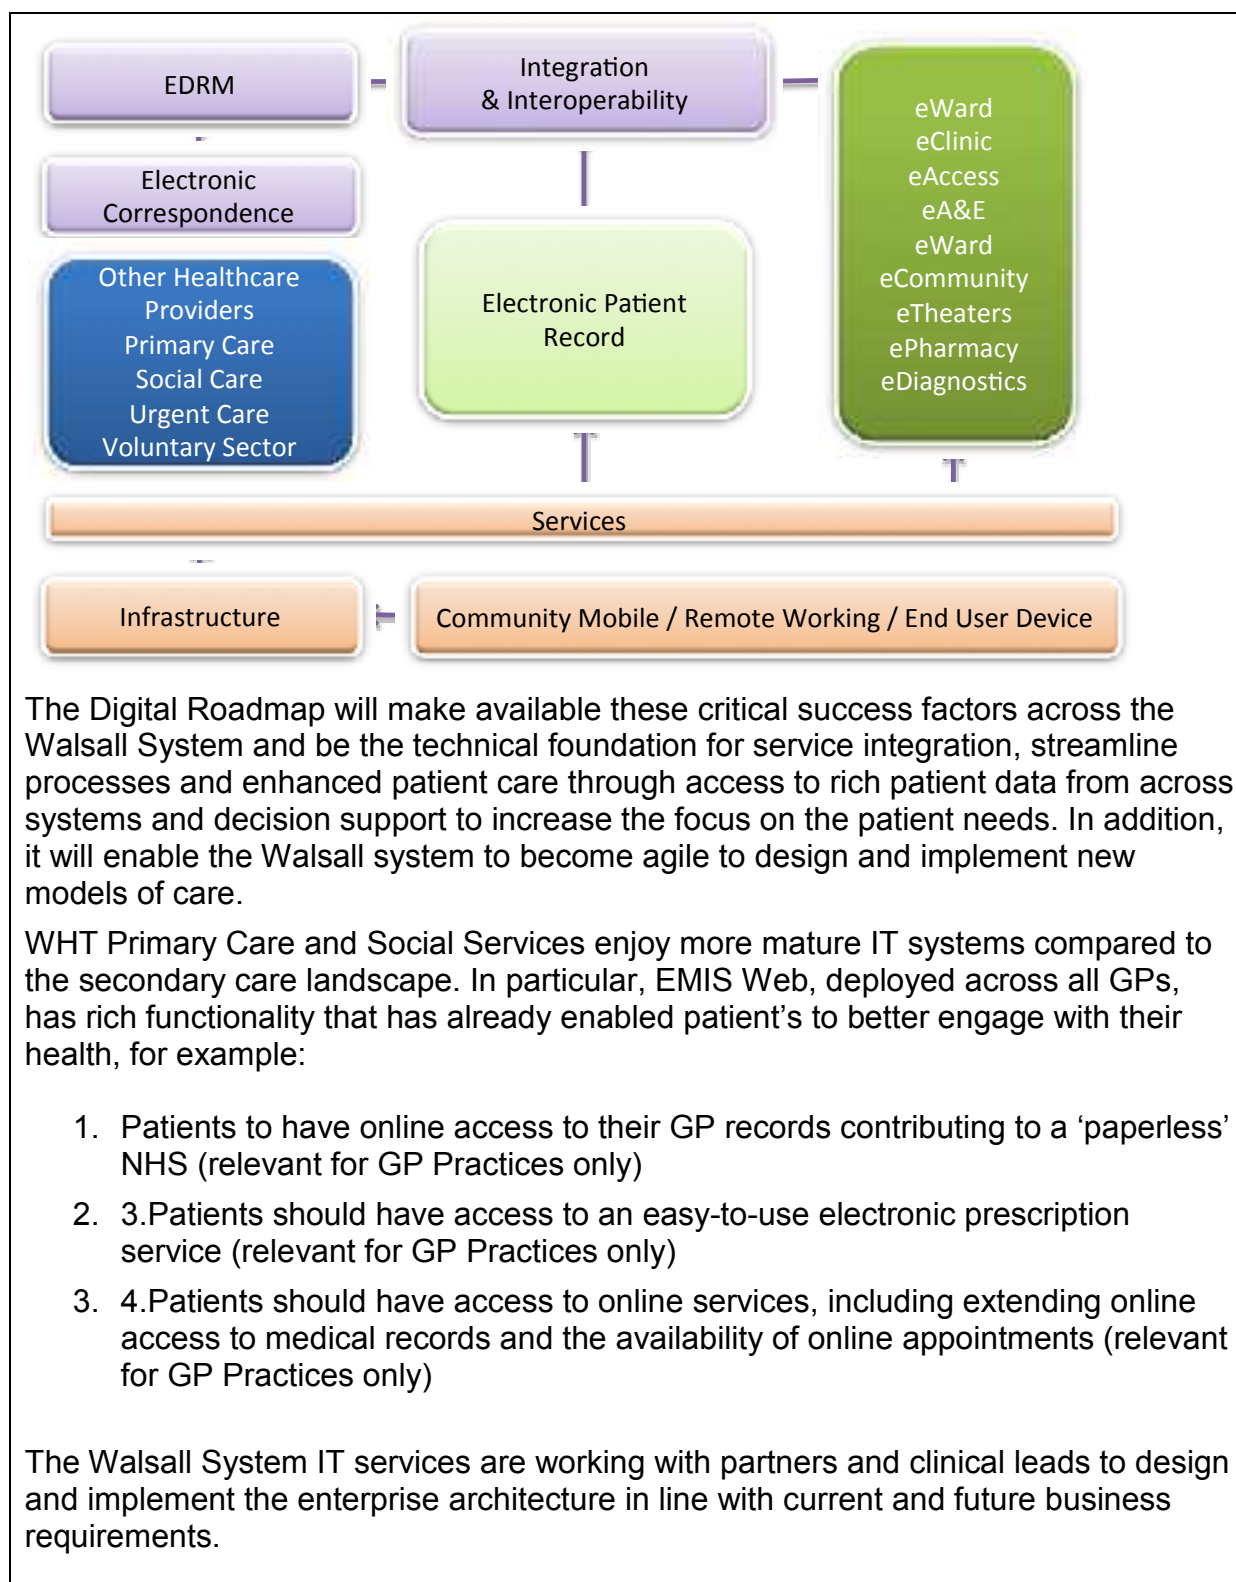 EDRM
Integration
& Interoperability
eWard
eClinic
eAccess
eA&E
eWard
eCommunity
eTheaters
ePharmacy
eDiagnostics
Electronic
Correspondence
Other Healthcare
Providers
Primary Care
Social Care
Urgent Care
Voluntary Sector
Electronic Patient
Record
Services
Infrastructure
Community Mobile / Remote Working / End User Device
The Digital Roadmap will make available these critical success factors across the
Walsall System and be the technical foundation for service integration, streamline
processes and enhanced patient care through access to rich patient data from across
systems and decision support to increase the focus on the patient needs. In addition,
it will enable the Walsall system to become agile to design and implement new
models of care.
WHT Primary Care and Social Services enjoy more mature IT systems compared to
the secondary care landscape. In particular, EMIS Web, deployed across all GPs,
has rich functionality that has already enabled patient’s to better engage with their
health, for example:
1. Patients to have online access to their GP records contributing to a ‘paperless’
NHS (relevant for GP Practices only)
2. 3.Patients should have access to an easy-to-use electronic prescription
service (relevant for GP Practices only)
3. 4.Patients should have access to online services, including extending online
access to medical records and the availability of online appointments (relevant
for GP Practices only)
The Walsall System IT services are working with partners and clinical leads to design
and implement the enterprise architecture in line with current and future business
requirements.